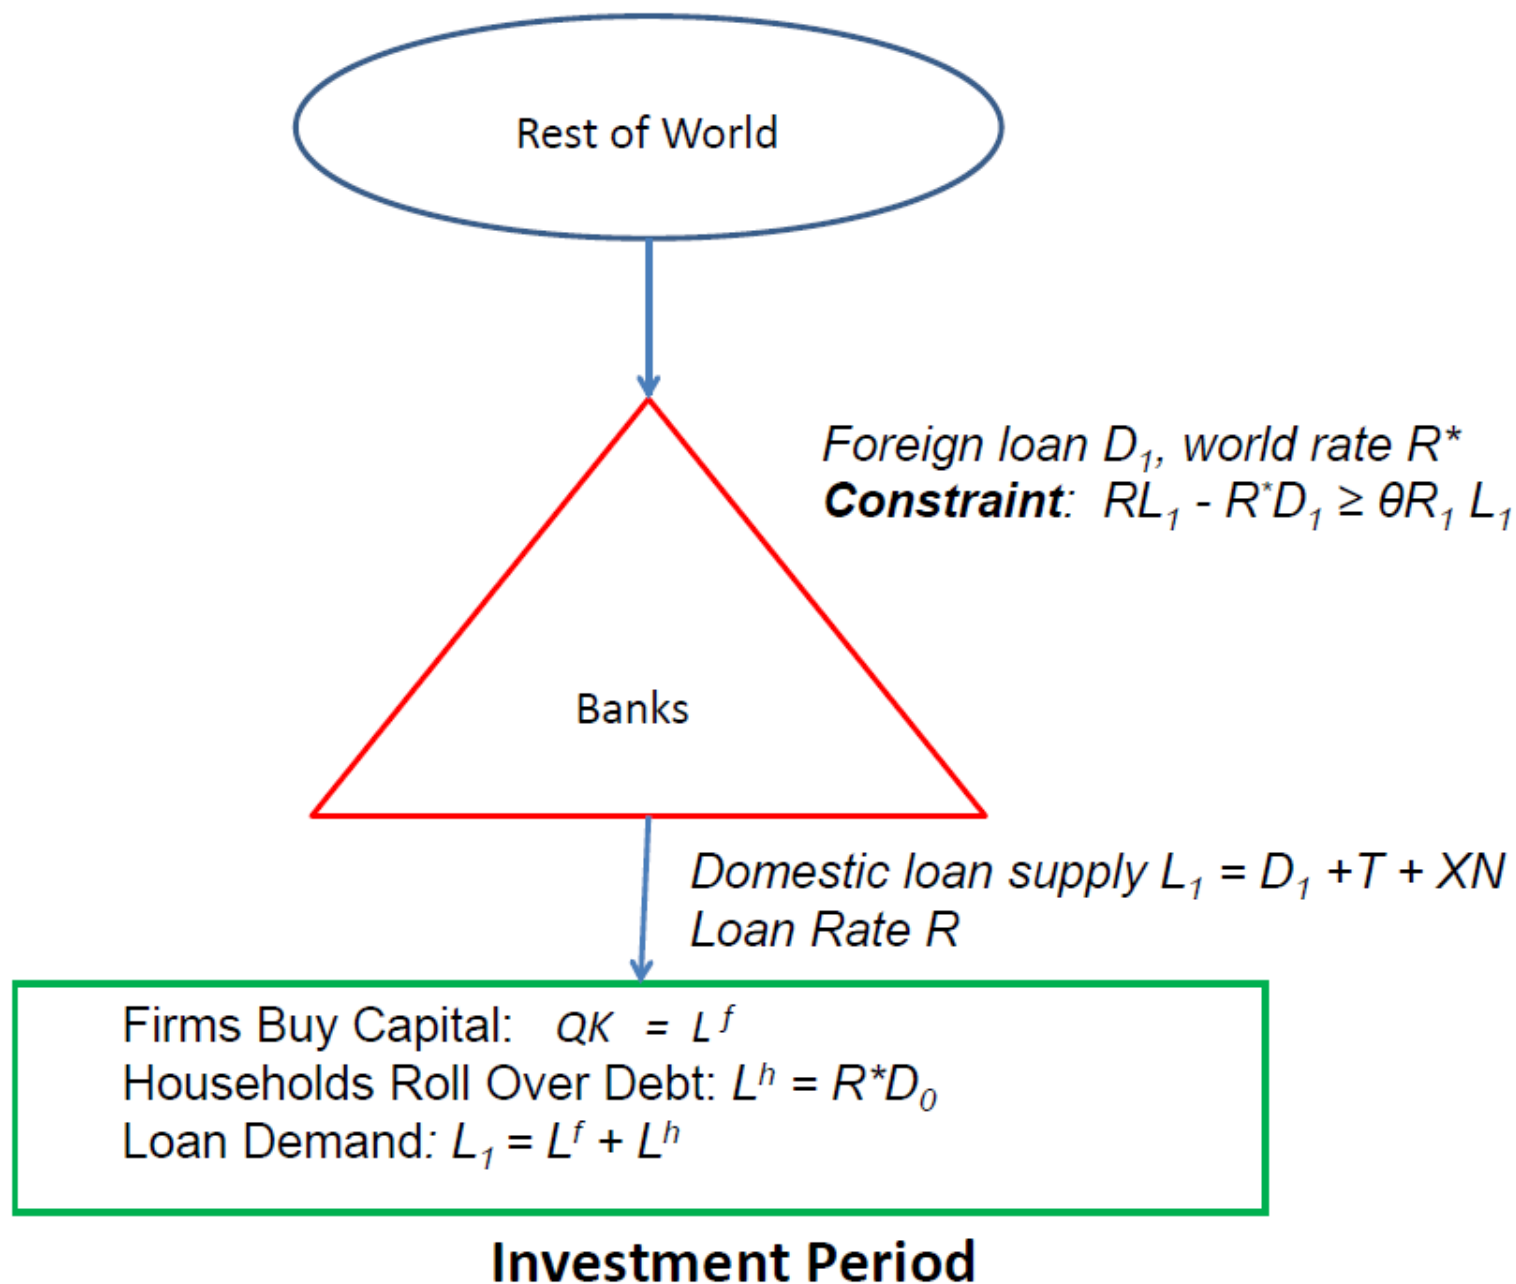 Rest of World
Foreign loan D₁, world rate R*
Constraint: RL₁ - R*D₁ ≥ θR₁ L₁
Banks
Domestic loan supply L₁ = D₁ +T + XN
Loan Rate R
Firms Buy Capital: QK = Lᶠ
Households Roll Over Debt: Lʰ = R*D₀
Loan Demand: L₁ = Lᶠ + Lʰ
Investment Period